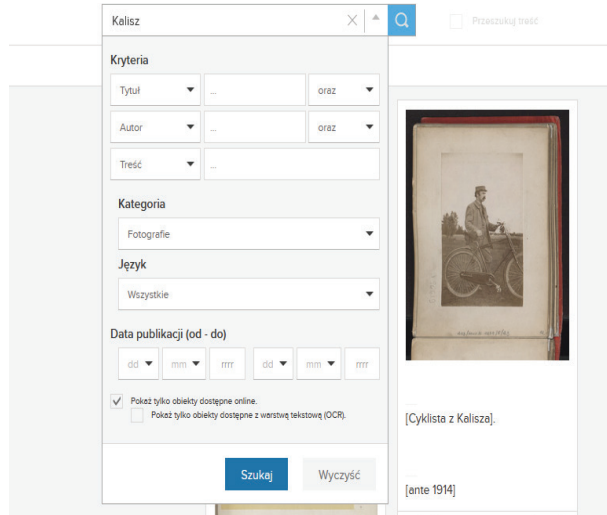 Kalisz
Przeszukuj treść
Kryteria
Tytuł ... oraz
Autor ... oraz
Treść ...
Kategoria
Fotografie
Język
Wszystkie
Data publikacji (od - do)
dd mm rrrr dd mm rrrr
Pokaż tylko obiekty dostępne online.
Pokaż tylko obiekty dostępne z warstwą tekstową (OCR).
Szukaj Wyczyść
[Cyklista z Kalisza].
[ante 1914]